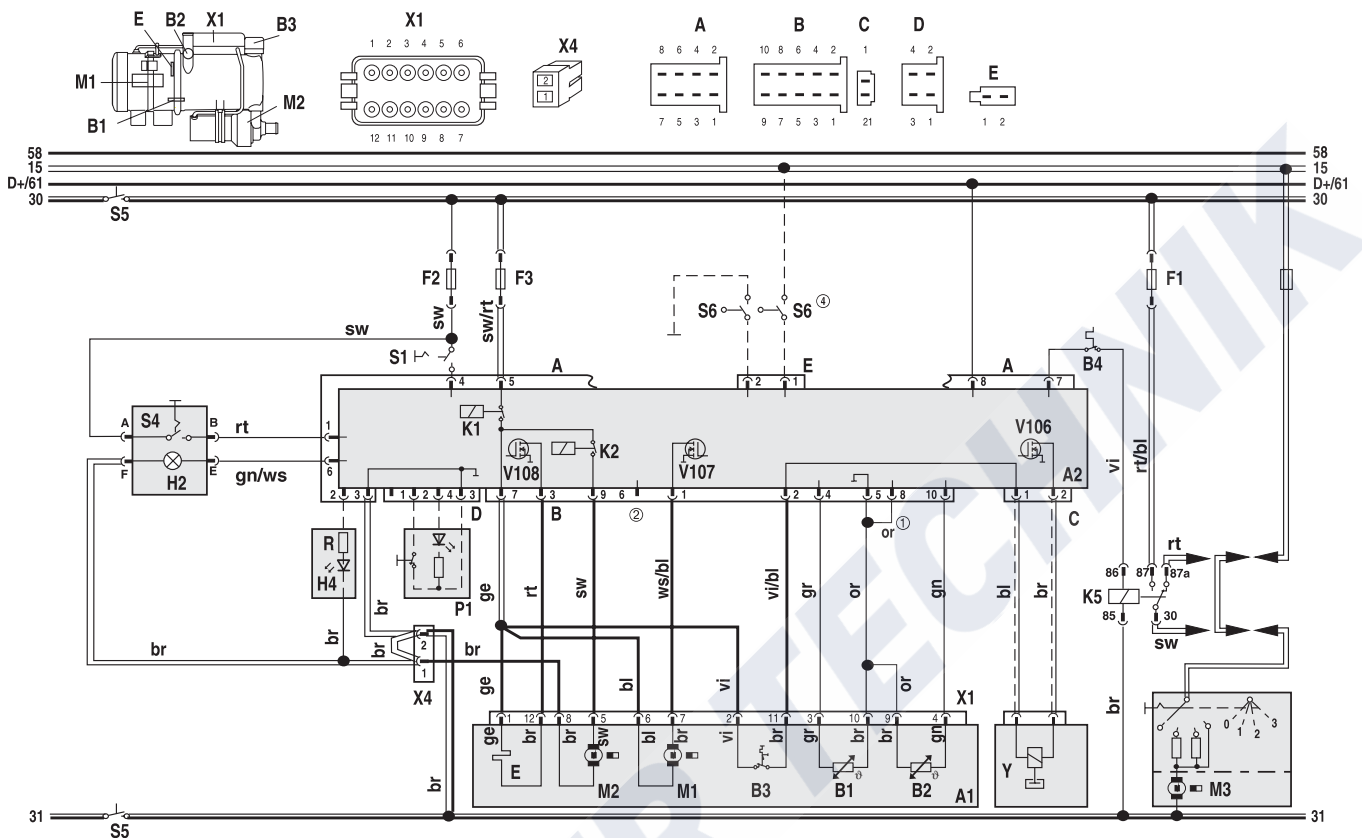 E B2 X1 B3
M1
B1
M2
X1
1 2 3 4 5 6
12 11 10 9 8 7
X4
2
1
A
8 6 4 2
7 5 3 1
B
10 8 6 4 2
9 7 5 3 1
C
1
21
D
4 2
3 1
E
1 2
58 58
15 15
D+/61 D+/61
30 30
S5
F2 F3 F1
sw sw/rt
S6 S6 ④
sw
S1
A E A B4
4 5 2 1 8 7
A S4 B rt 1
K1
K2
V108 V107 V106
vi rt/bl
F H2 E gn/ws 6
A2
2 3 1 2 4 3 7 3 9 6 1 2 4 5 8 10 1 2
D B ② or ① C
R
H4
P1
br
br
ge rt sw ws/bl vi/bl gr or gn bl br
rt
86 87 87a
K5
85 30
sw
br br br
2
1
X4
ge bl vi or
X1
1 12 8 5 6 7 2 11 3 10 9 4
ge br br sw bl br vi br gr br br gn
E M2 M1 B3 B1 B2 A1
ϑ ϑ
Y
br
br
0 1 2 3
M3
31 31
S5
R TECHNIK